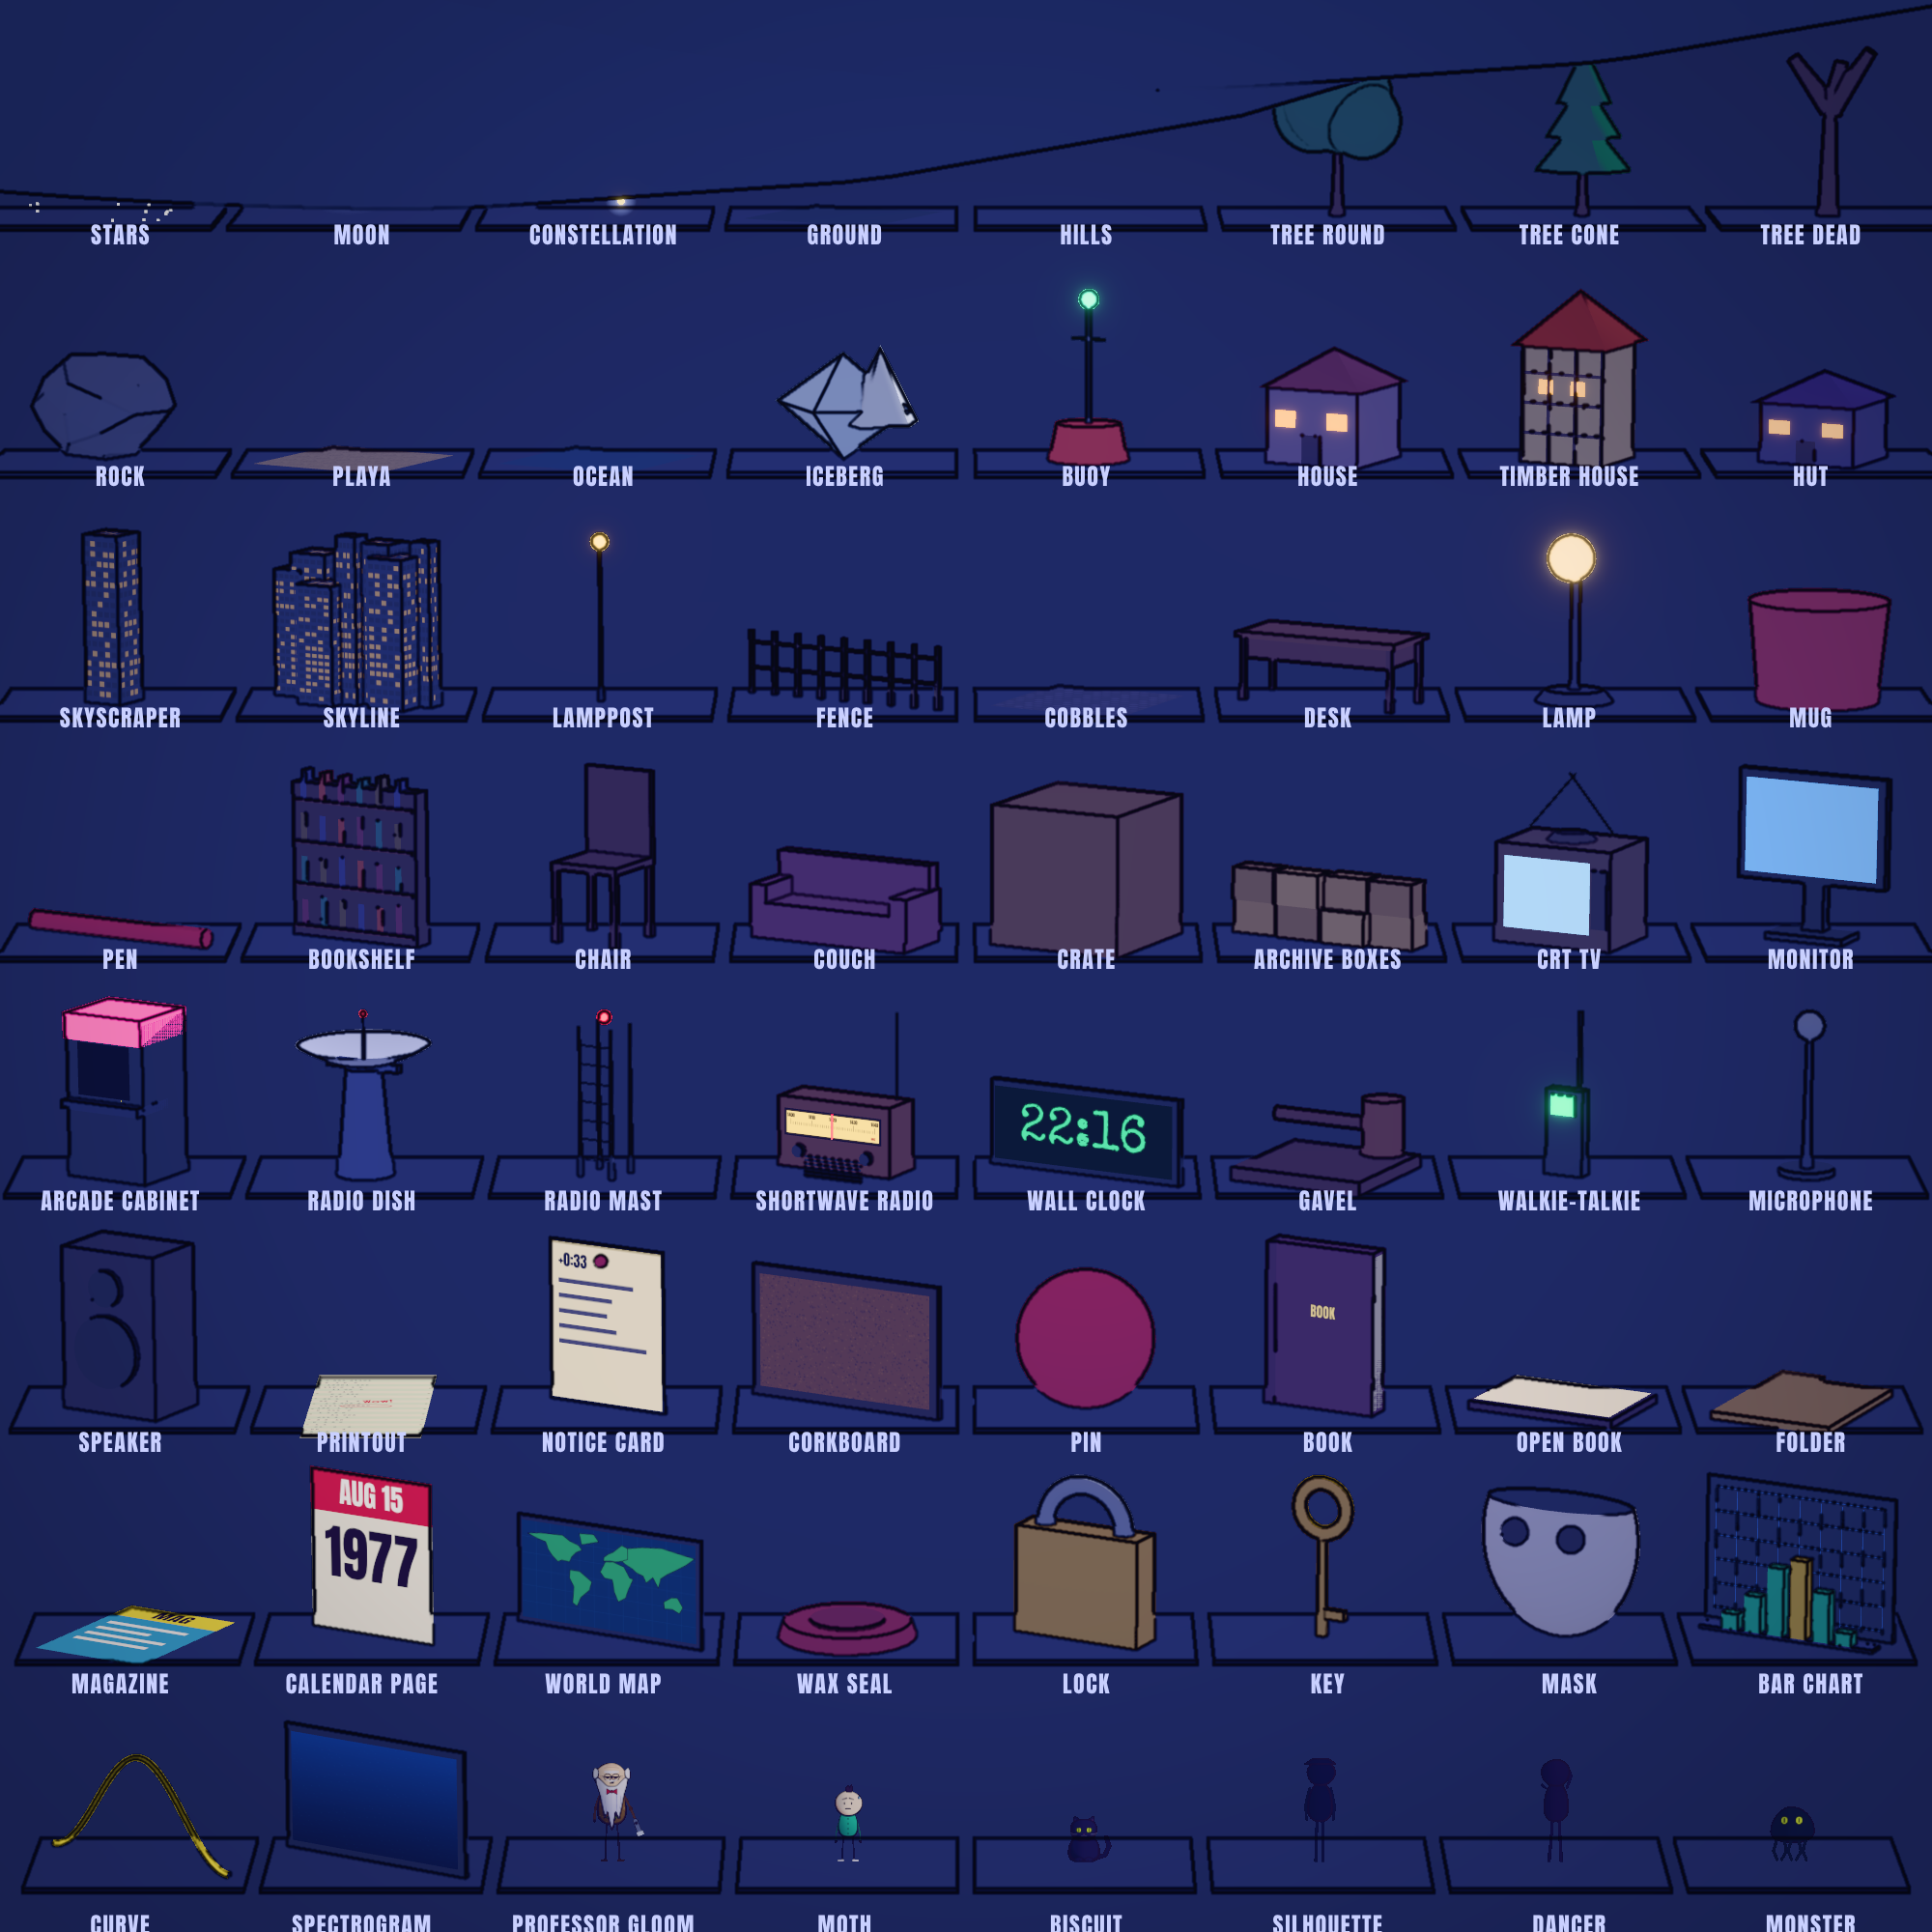 STARS
MOON
CONSTELLATION
GROUND
HILLS
TREE ROUND
TREE CONE
TREE DEAD
ROCK
PLAYA
OCEAN
ICEBERG
BUOY
HOUSE
TIMBER HOUSE
HUT
SKYSCRAPER
SKYLINE
LAMPPOST
FENCE
COBBLES
DESK
LAMP
MUG
PEN
BOOKSHELF
CHAIR
COUCH
CRATE
ARCHIVE BOXES
CRT TV
MONITOR
22:16
ARCADE CABINET
RADIO DISH
RADIO MAST
SHORTWAVE RADIO
WALL CLOCK
GAVEL
WALKIE-TALKIE
MICROPHONE
+0:33
BOOK
SPEAKER
PRINTOUT
NOTICE CARD
CORKBOARD
PIN
BOOK
OPEN BOOK
FOLDER
AUG 15
1977
MAG
MAGAZINE
CALENDAR PAGE
WORLD MAP
WAX SEAL
LOCK
KEY
MASK
BAR CHART
CURVE
SPECTROGRAM
PROFESSOR GLOOM
MOTH
BISCUIT
SILHOUETTE
DANCER
MONSTER